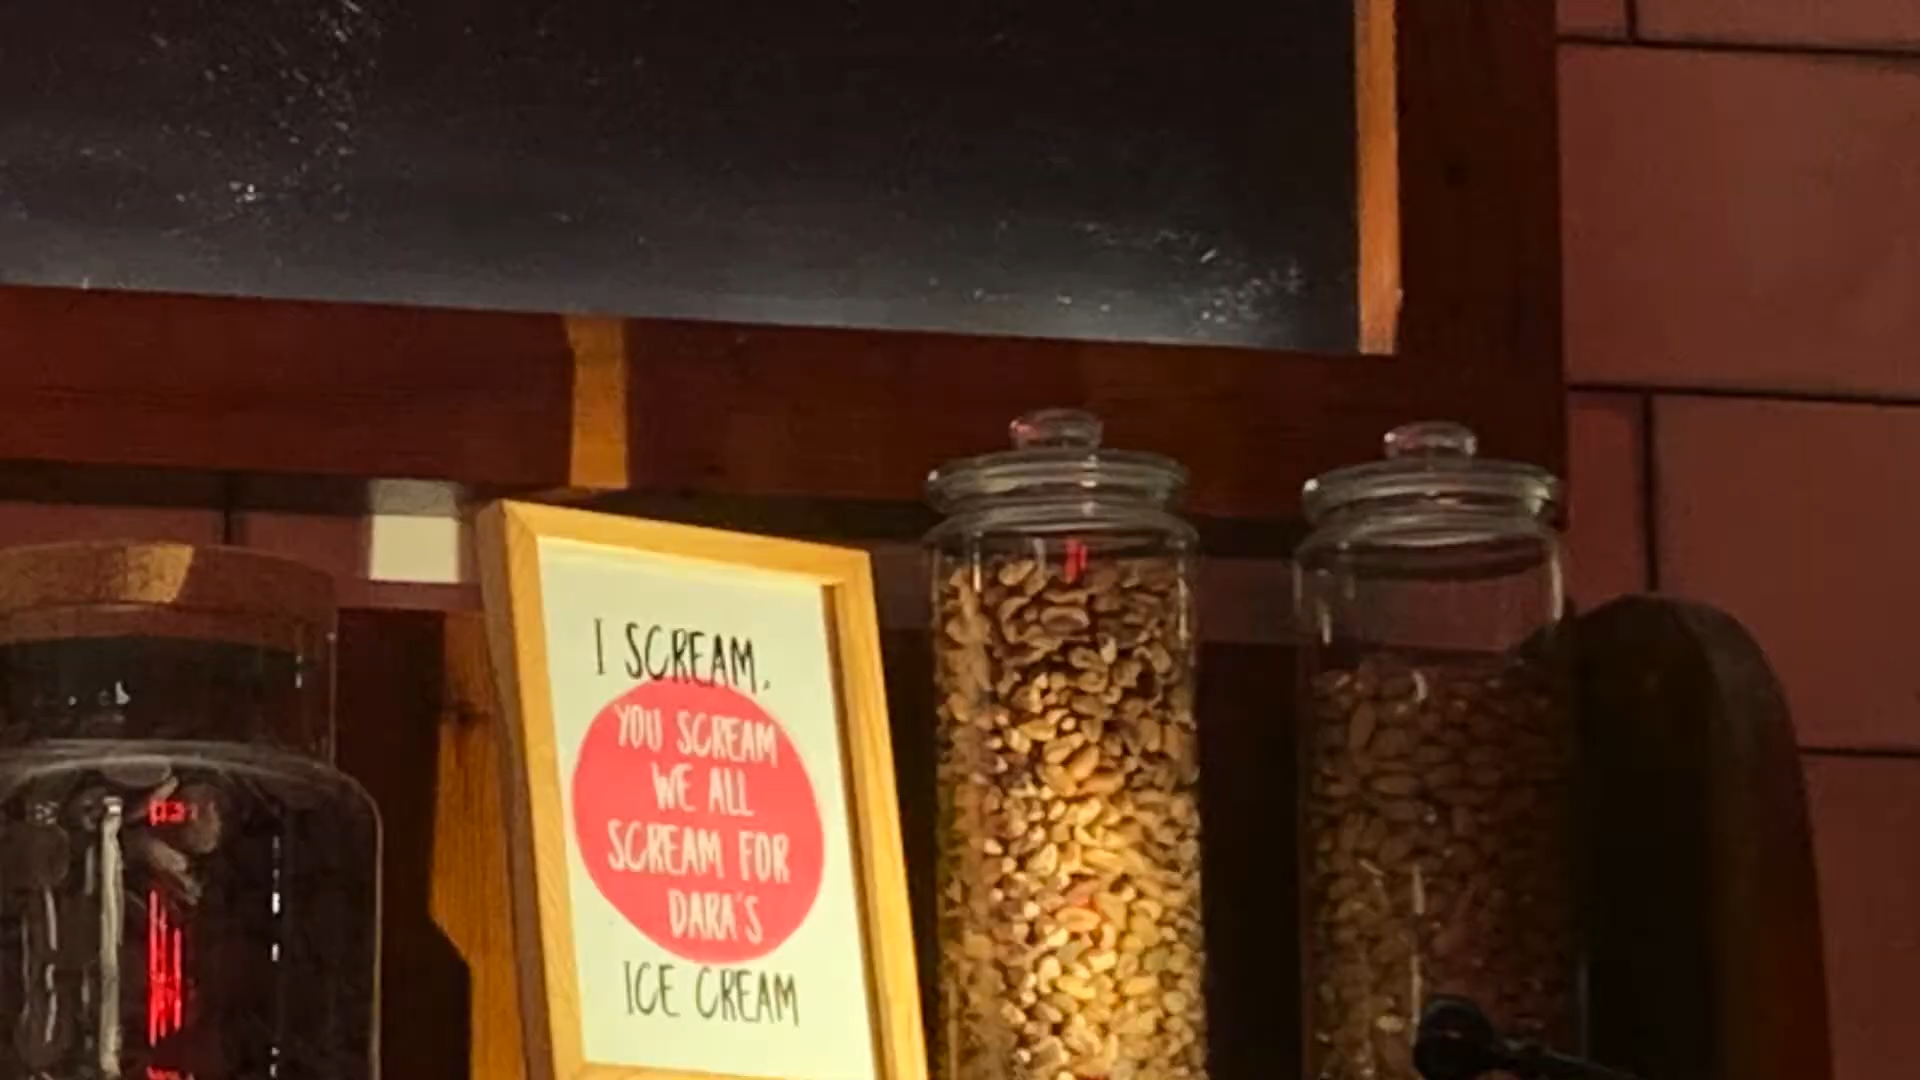 I SCREAM,
YOU SCREAM
WE ALL
SCREAM FOR
DARA'S
ICE CREAM